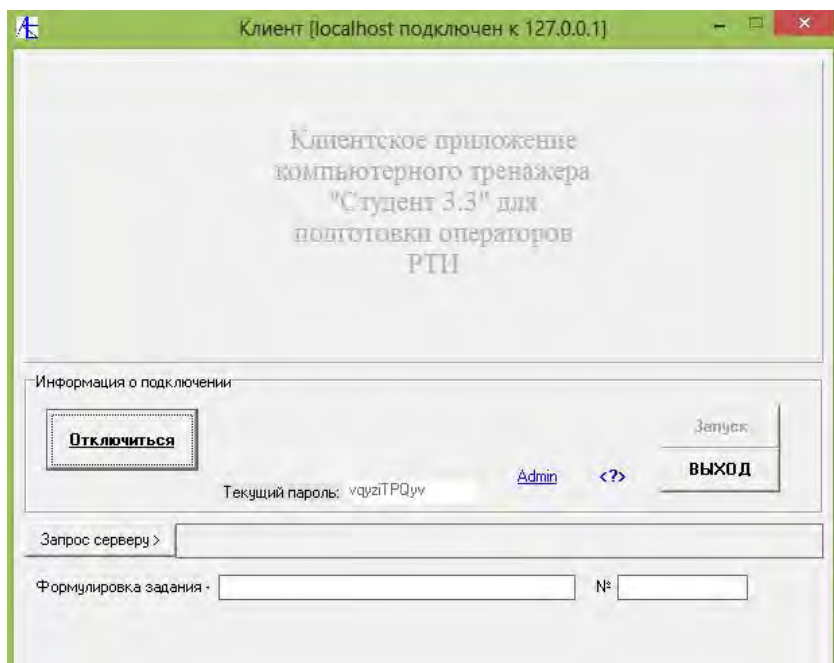 Клиент [localhost подключен к 127.0.0.1]
Клиентское приложение
компьютерного тренажера
"Студент 3.3" для
подготовки операторов
РТИ
Информация о подключении
Отключиться
Запуск
ВЫХОД
Текущий пароль: vqyziTPQyv
Admin <?>
Запрос серверу >
Формулировка задания - №